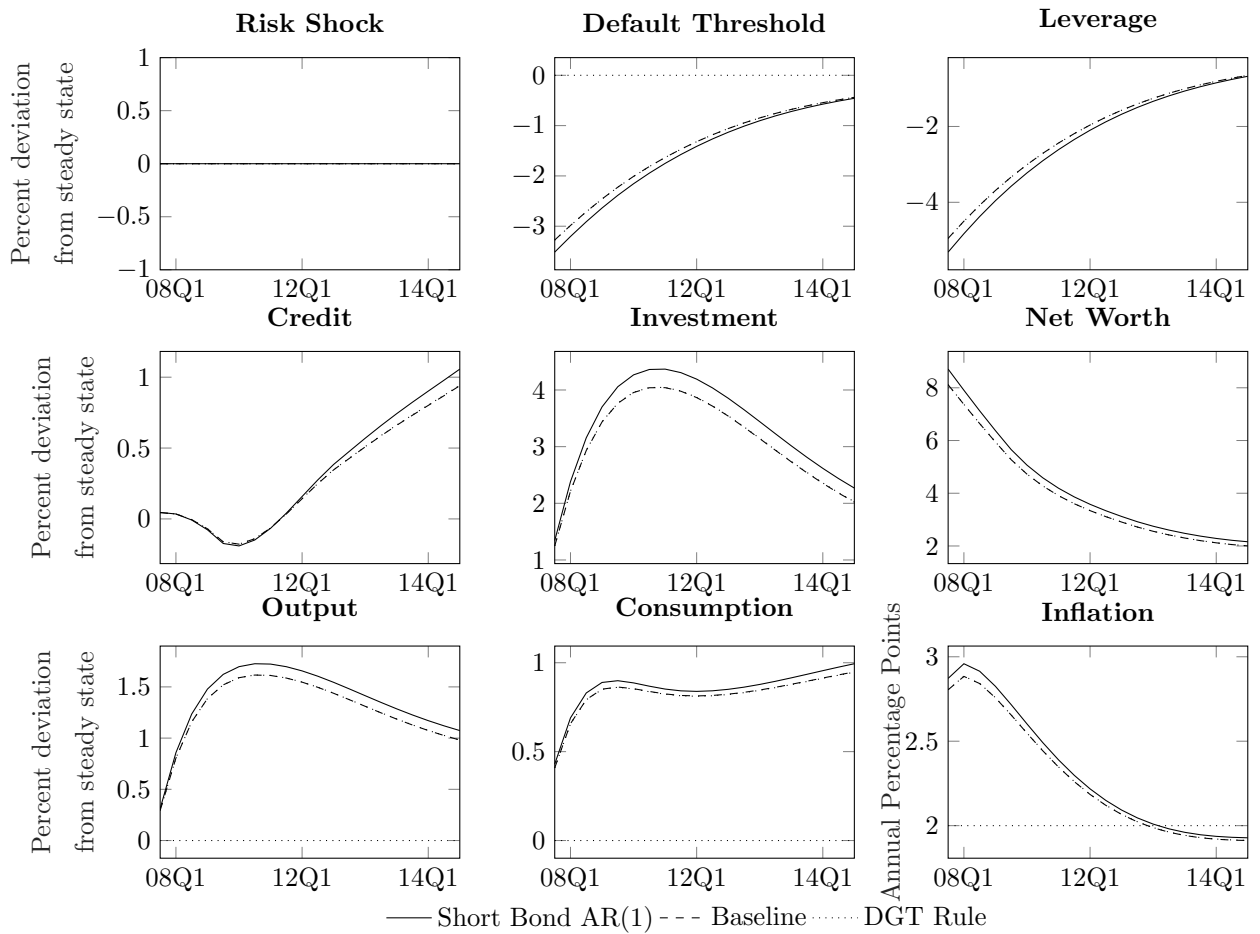 Risk Shock
Default Threshold
Leverage
Percent deviation
from steady state
1
0.5
0
−0.5
−1
08Q1 12Q1 14Q1
0
−1
−2
−3
08Q1 12Q1 14Q1
−2
−4
08Q1 12Q1 14Q1
Credit
Investment
Net Worth
Percent deviation
from steady state
1
0.5
0
08Q1 12Q1 14Q1
4
3
2
1
08Q1 12Q1 14Q1
8
6
4
2
08Q1 12Q1 14Q1
Output
Consumption
Inflation
Percent deviation
from steady state
1.5
1
0.5
0
08Q1 12Q1 14Q1
1
0.5
0
08Q1 12Q1 14Q1
Annual Percentage Points
3
2.5
2
08Q1 12Q1 14Q1
Short Bond AR(1) Baseline DGT Rule